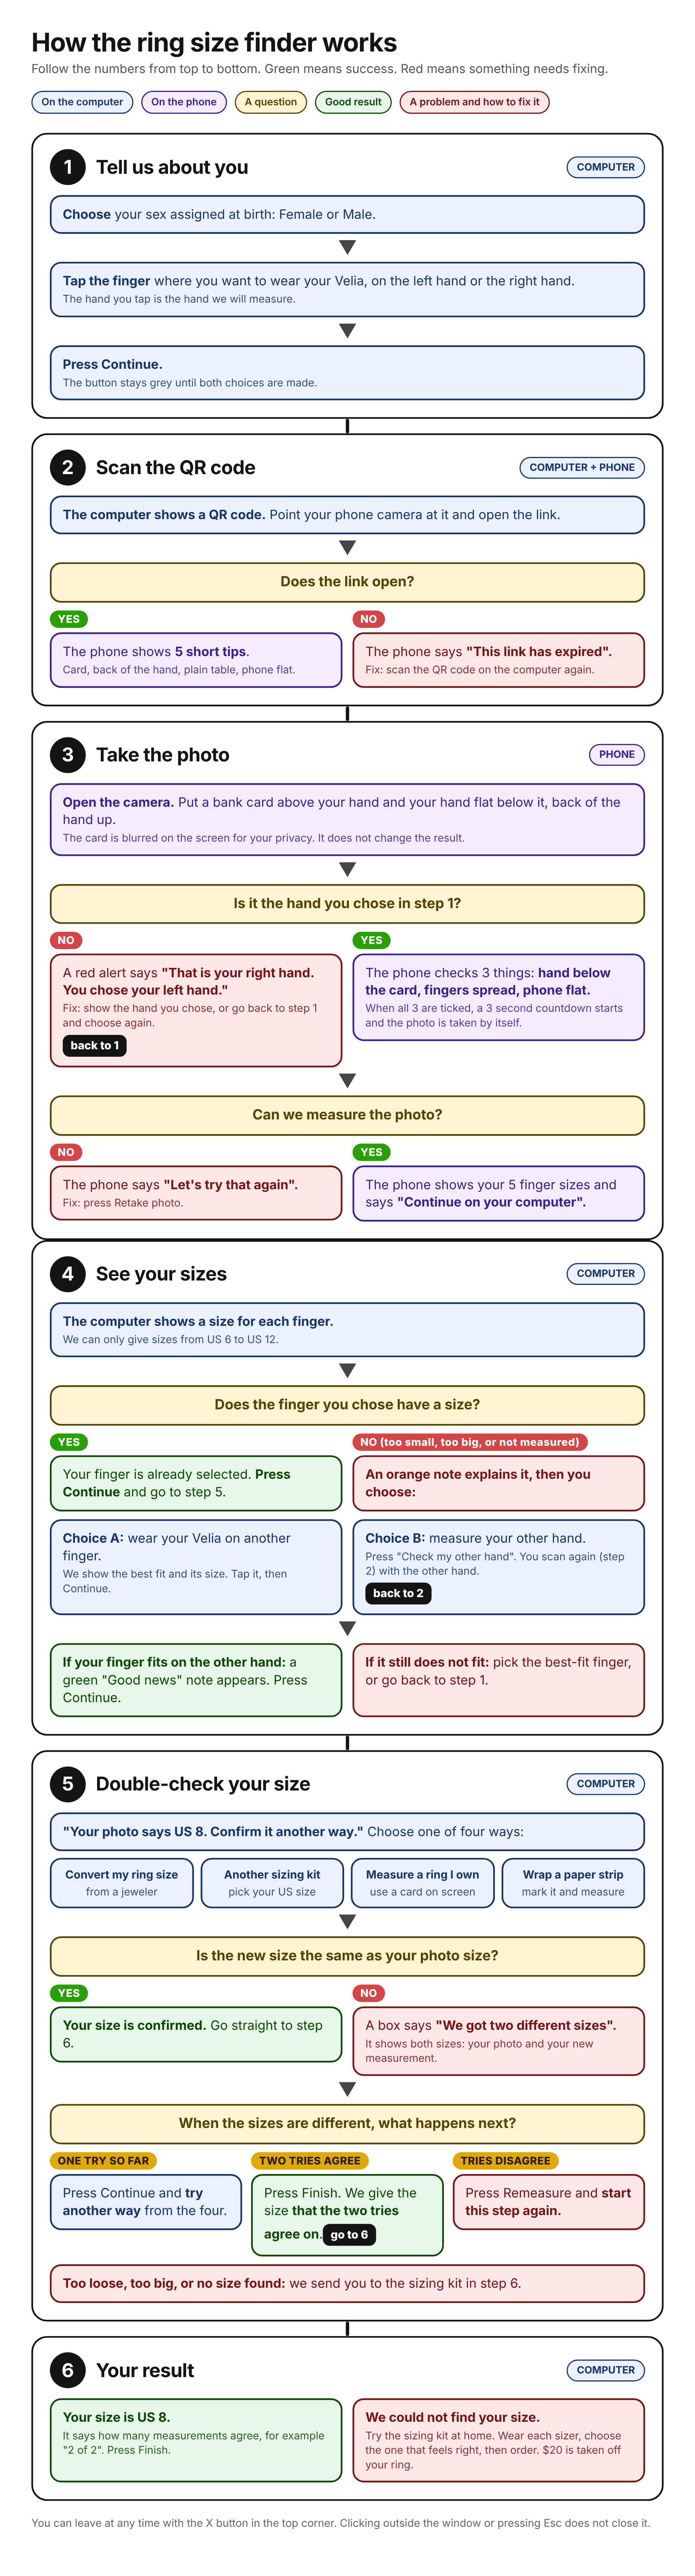 How the ring size finder works
Follow the numbers from top to bottom. Green means success. Red means something needs fixing.
On the computer
On the phone
A question
Good result
A problem and how to fix it
1
Tell us about you
COMPUTER
Choose your sex assigned at birth: Female or Male.
Tap the finger where you want to wear your Velia, on the left hand or the right hand.
The hand you tap is the hand we will measure.
Press Continue.
The button stays grey until both choices are made.
2
Scan the QR code
COMPUTER + PHONE
The computer shows a QR code. Point your phone camera at it and open the link.
Does the link open?
YES
The phone shows 5 short tips.
Card, back of the hand, plain table, phone flat.
NO
The phone says "This link has expired".
Fix: scan the QR code on the computer again.
3
Take the photo
PHONE
Open the camera. Put a bank card above your hand and your hand flat below it, back of the
hand up.
The card is blurred on the screen for your privacy. It does not change the result.
Is it the hand you chose in step 1?
NO
A red alert says "That is your right hand.
You chose your left hand."
Fix: show the hand you chose, or go back to step 1
and choose again.
back to 1
YES
The phone checks 3 things: hand below
the card, fingers spread, phone flat.
When all 3 are ticked, a 3 second countdown starts
and the photo is taken by itself.
Can we measure the photo?
NO
The phone says "Let's try that again".
Fix: press Retake photo.
YES
The phone shows your 5 finger sizes and
says "Continue on your computer".
4
See your sizes
COMPUTER
The computer shows a size for each finger.
We can only give sizes from US 6 to US 12.
Does the finger you chose have a size?
YES
Your finger is already selected. Press
Continue and go to step 5.
NO (too small, too big, or not measured)
An orange note explains it, then you
choose:
Choice A: wear your Velia on another
finger.
We show the best fit and its size. Tap it, then
Continue.
Choice B: measure your other hand.
Press "Check my other hand". You scan again (step
2) with the other hand.
back to 2
If your finger fits on the other hand: a
green "Good news" note appears. Press
Continue.
If it still does not fit: pick the best-fit finger,
or go back to step 1.
5
Double-check your size
COMPUTER
"Your photo says US 8. Confirm it another way." Choose one of four ways:
Convert my ring size
from a jeweler
Another sizing kit
pick your US size
Measure a ring I own
use a card on screen
Wrap a paper strip
mark it and measure
Is the new size the same as your photo size?
YES
Your size is confirmed. Go straight to step
6.
NO
A box says "We got two different sizes".
It shows both sizes: your photo and your new
measurement.
When the sizes are different, what happens next?
ONE TRY SO FAR
Press Continue and try
another way from the four.
TWO TRIES AGREE
Press Finish. We give the
size that the two tries
agree on. go to 6
TRIES DISAGREE
Press Remeasure and start
this step again.
Too loose, too big, or no size found: we send you to the sizing kit in step 6.
6
Your result
COMPUTER
Your size is US 8.
It says how many measurements agree, for example
"2 of 2". Press Finish.
We could not find your size.
Try the sizing kit at home. Wear each sizer, choose
the one that feels right, then order. $20 is taken off
your ring.
You can leave at any time with the X button in the top corner. Clicking outside the window or pressing Esc does not close it.